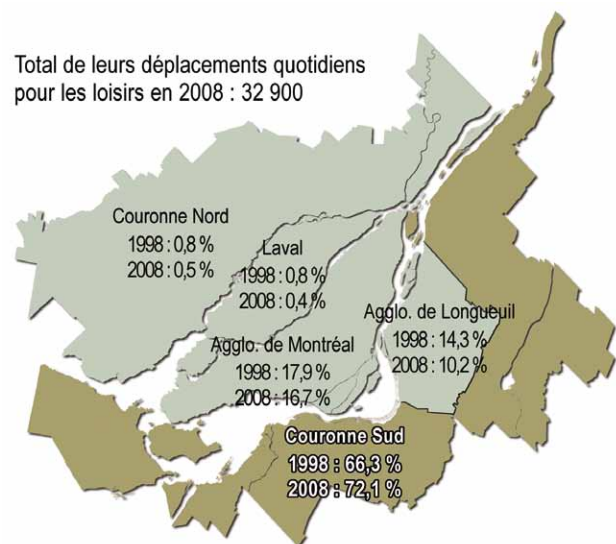 Total de leurs déplacements quotidiens
pour les loisirs en 2008 : 32 900
Couronne Nord
1998 : 0,8 %
2008 : 0,5 %
Laval
1998 : 0,8 %
2008 : 0,4 %
Agglo. de Longueuil
1998 : 14,3 %
2008 : 10,2 %
Agglo. de Montréal
1998 : 17,9 %
2008 : 16,7 %
Couronne Sud
1998 : 66,3 %
2008 : 72,1 %